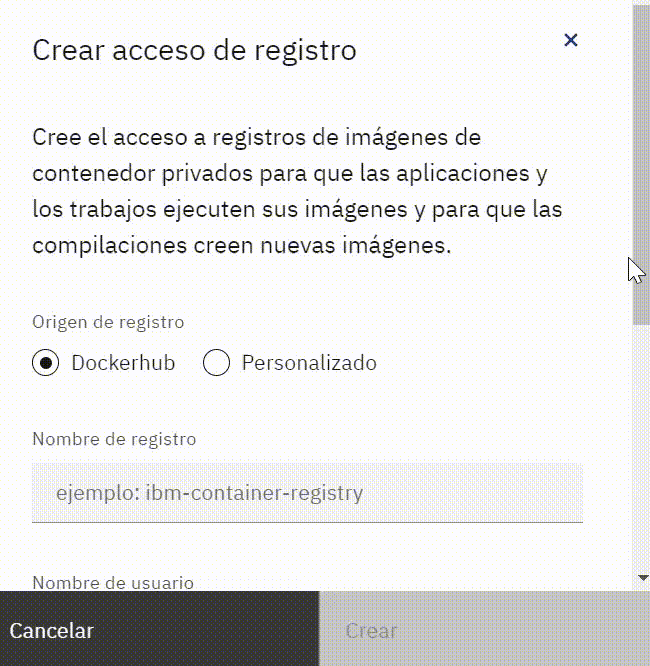 Crear acceso de registro
Cree el acceso a registros de imágenes de
contenedor privados para que las aplicaciones y
los trabajos ejecuten sus imágenes y para que las
compilaciones creen nuevas imágenes.
Origen de registro
Dockerhub Personalizado
Nombre de registro
ejemplo: ibm-container-registry
Nombre de usuario
Cancelar Crear